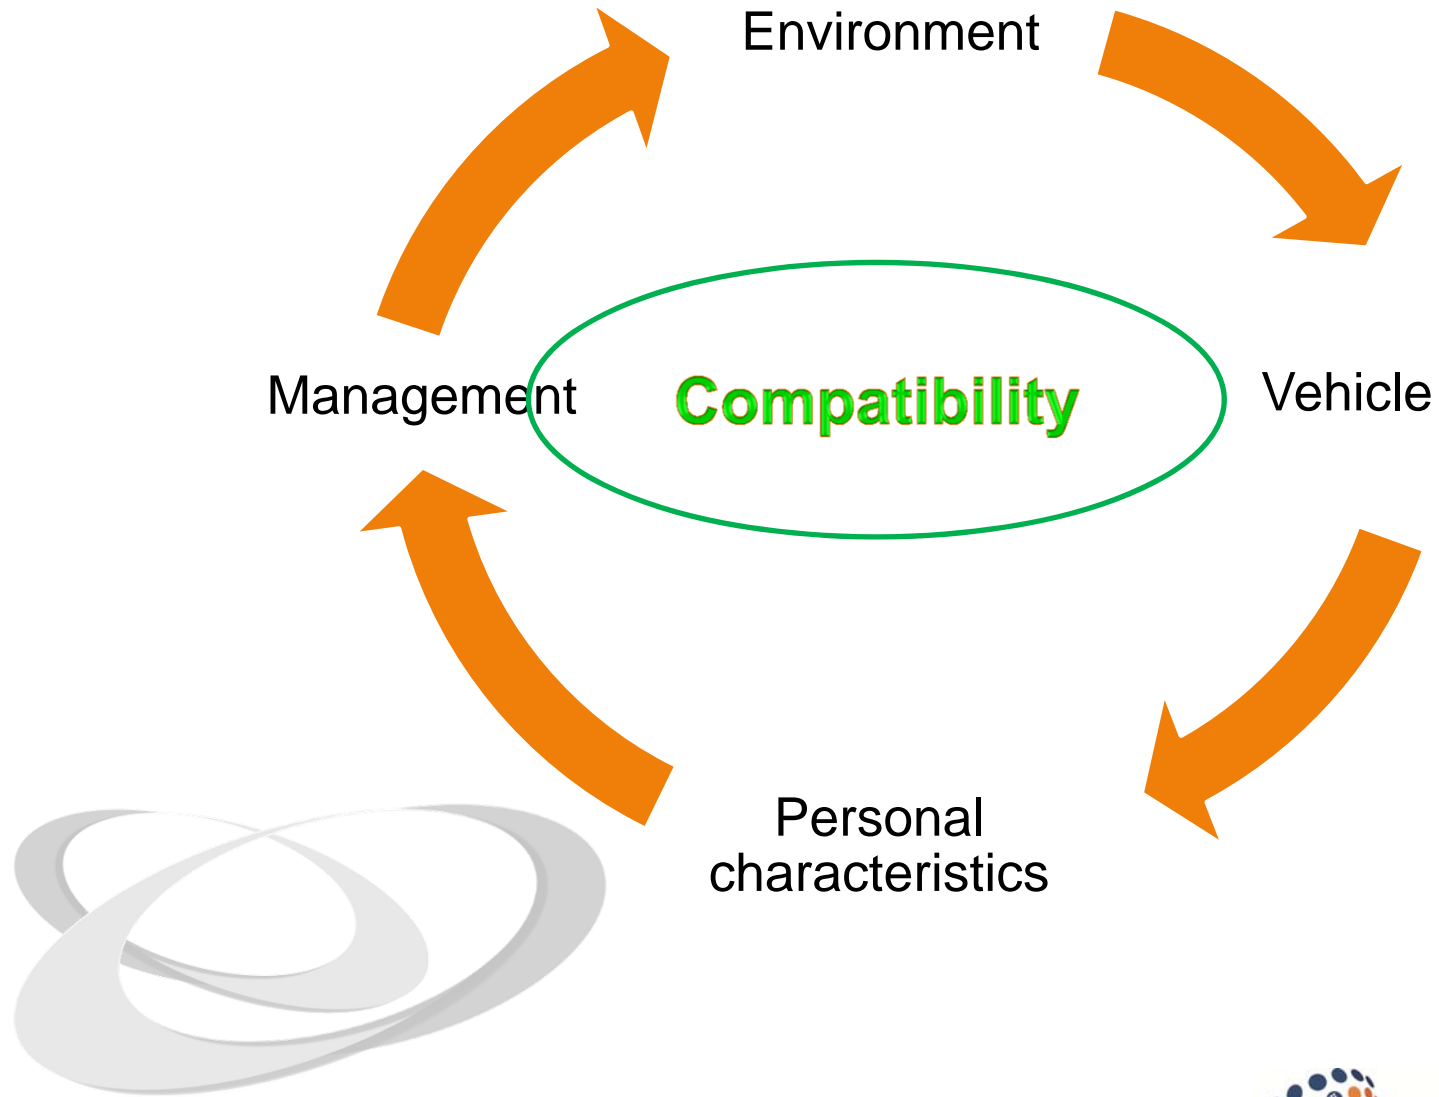 Environment
Management
Compatibility
Vehicle
Personal
characteristics